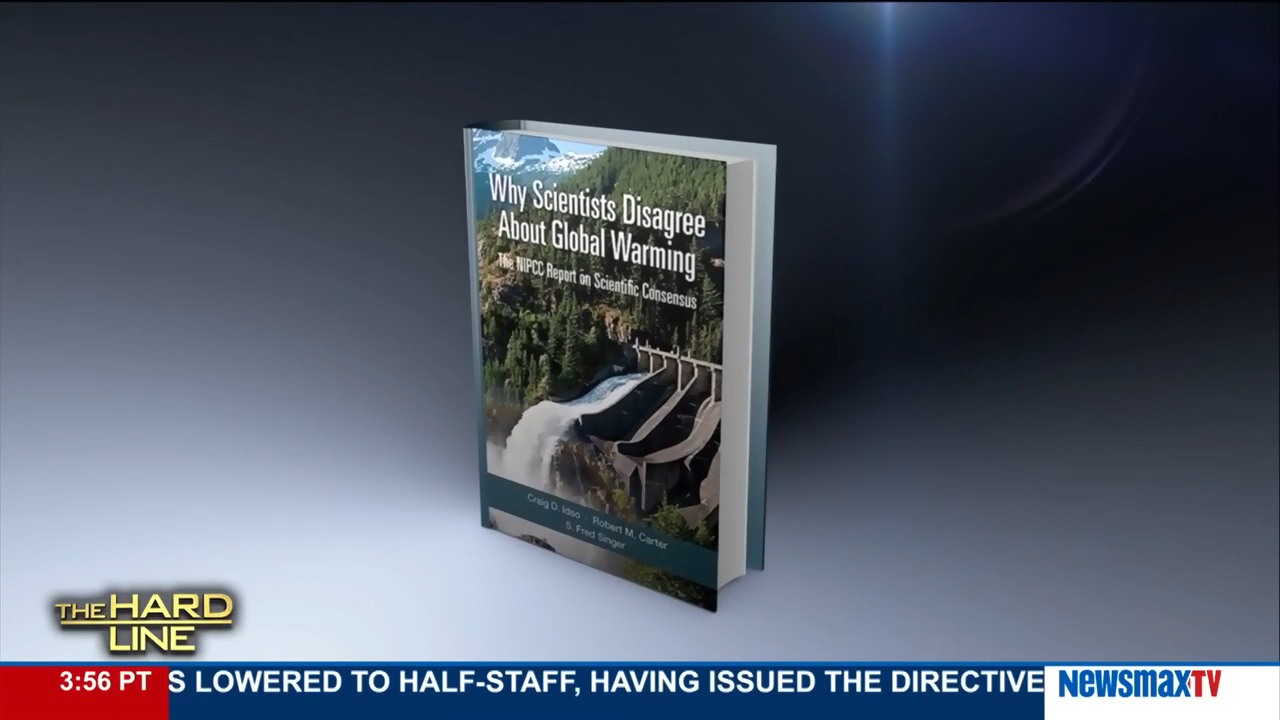 Why Scientists Disagree
About Global Warming
The NIPCC Report on Scientific Consensus
Craig D. Idso · Robert M. Carter
S. Fred Singer
THE HARD
LINE
3:56 PT
S LOWERED TO HALF-STAFF, HAVING ISSUED THE DIRECTIVE
NEWSMAXTV